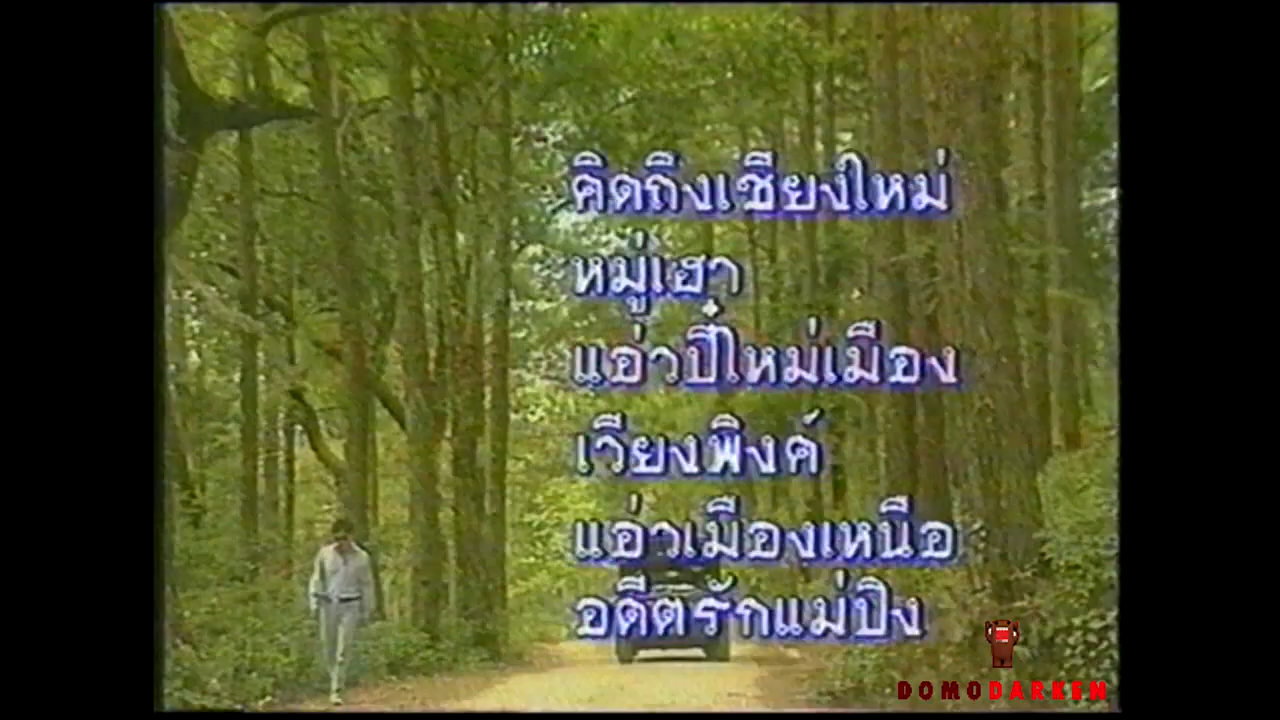 คิดถึงเชียงใหม่
หมู่เฮา
แอ่วปี๋ใหม่เมือง
เวียงพิงค์
แอ่วเมืองเหนือ
อดีตรักแม่ปิง
DOMODARKEM